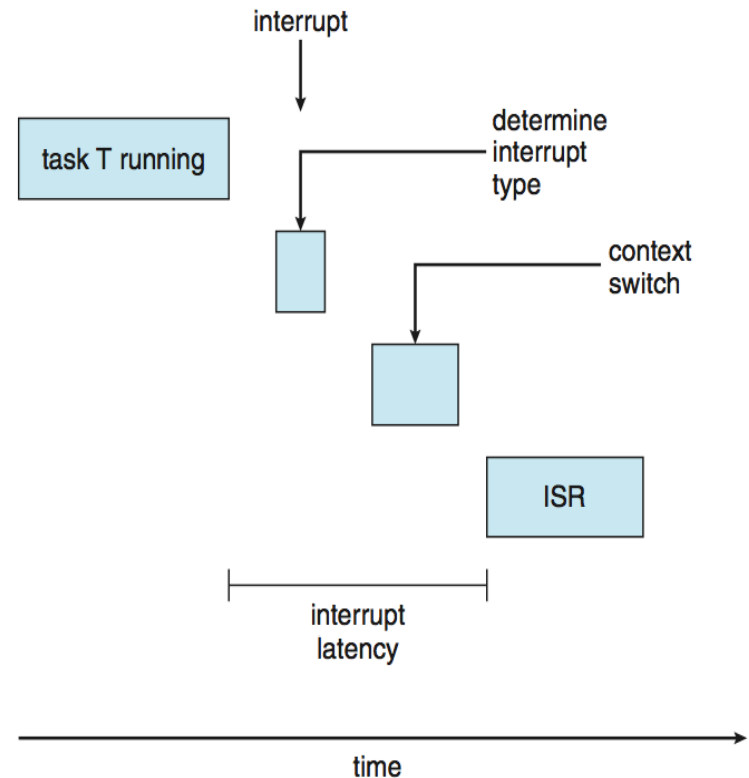 interrupt
task T running
determine
interrupt
type
context
switch
ISR
interrupt
latency
time